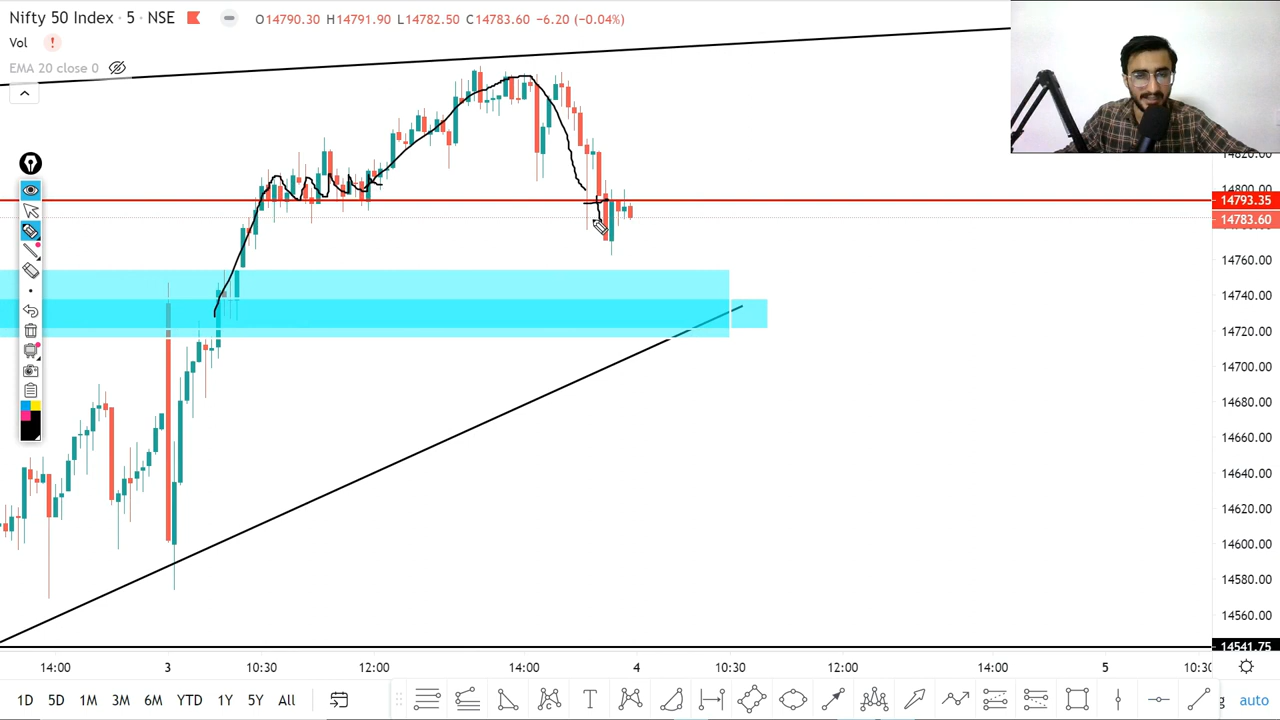 Nifty 50 Index · 5 · NSE O14790.30 H14791.90 L14782.50 C14783.60 −6.20 (−0.04%)
Vol
EMA 20 close 0
14800.00
14793.35
14783.60
14760.00
14740.00
14720.00
14700.00
14680.00
14660.00
14640.00
14620.00
14600.00
14580.00
14560.00
14541.75
14:00 3 10:30 12:00 14:00 4 10:30 12:00 14:00 5 10:30
1D 5D 1M 3M 6M YTD 1Y 5Y All
auto